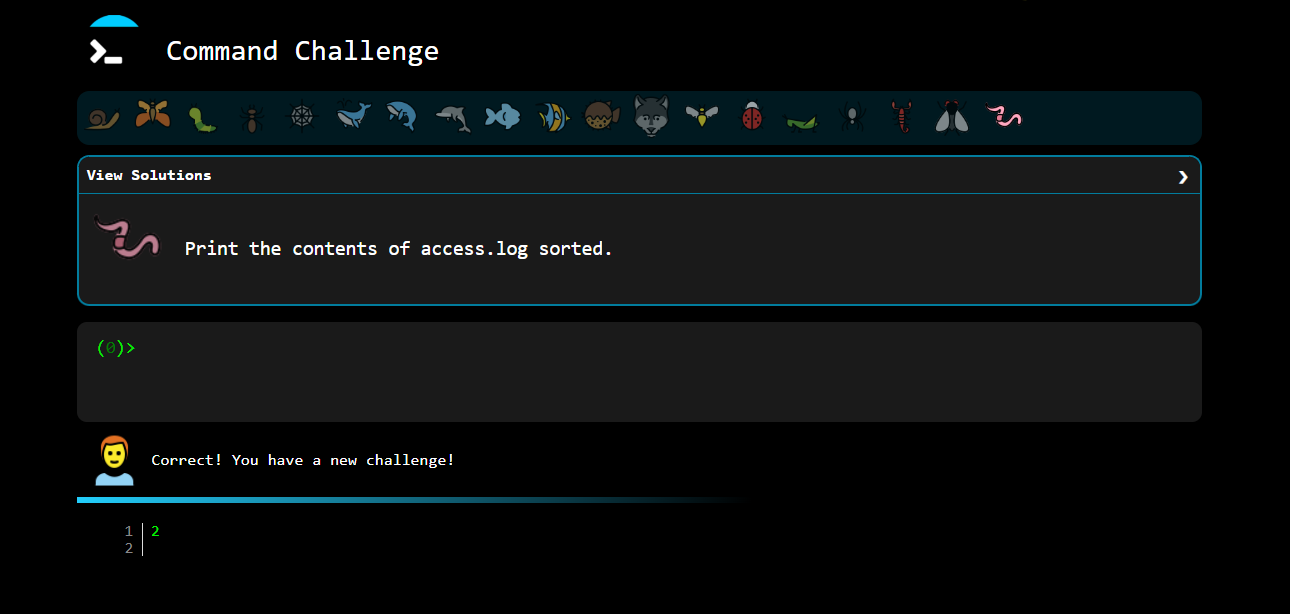 Command Challenge
View Solutions
Print the contents of access.log sorted.
(0)>
Correct! You have a new challenge!
1 2
2